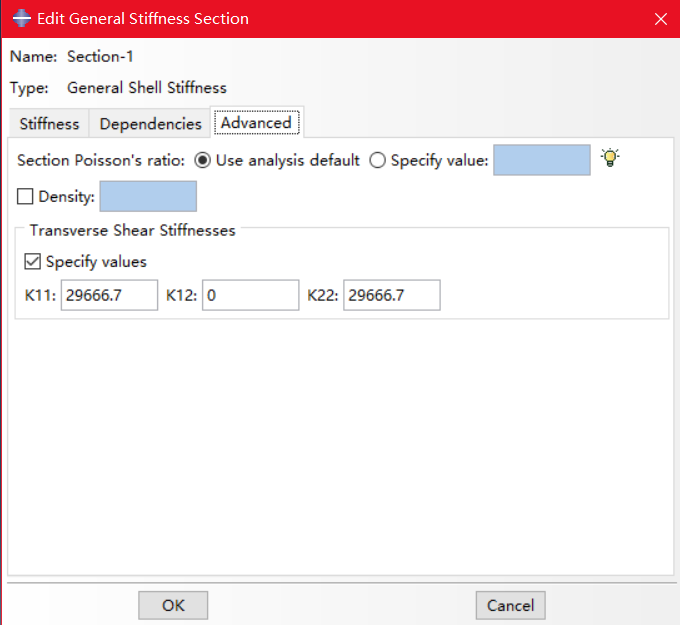 Edit General Stiffness Section
Name: Section-1
Type: General Shell Stiffness
Stiffness Dependencies Advanced
Section Poisson's ratio: Use analysis default Specify value:
Density:
Transverse Shear Stiffnesses
Specify values
K11: 29666.7 K12: 0 K22: 29666.7
OK Cancel